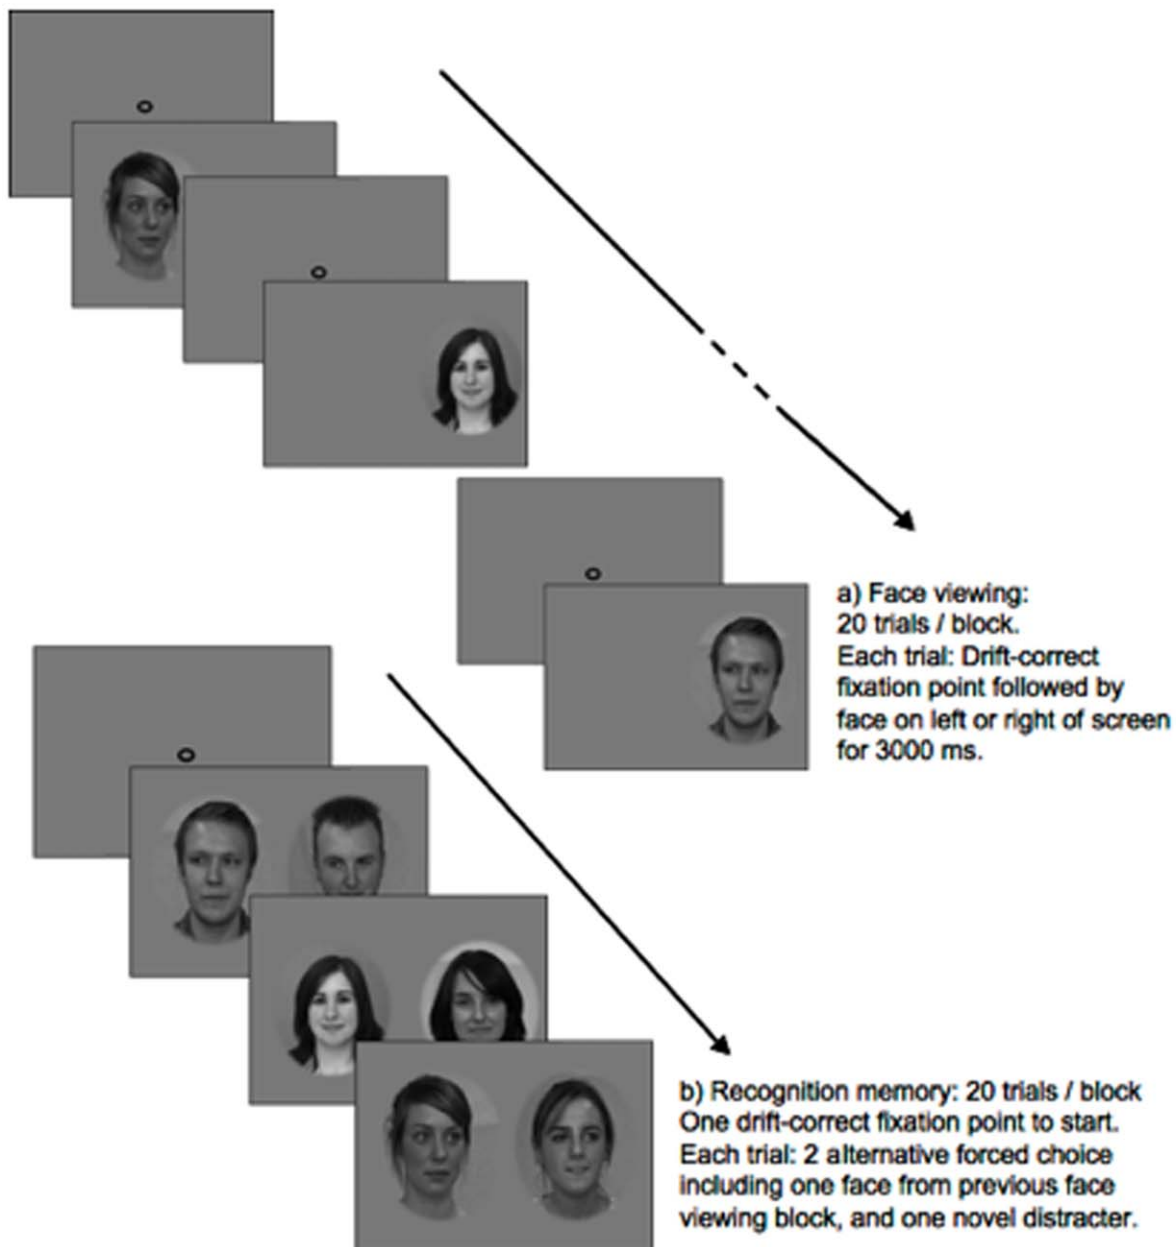 a) Face viewing:
20 trials / block.
Each trial: Drift-correct
fixation point followed by
face on left or right of screen
for 3000 ms.
b) Recognition memory: 20 trials / block
One drift-correct fixation point to start.
Each trial: 2 alternative forced choice
including one face from previous face
viewing block, and one novel distracter.